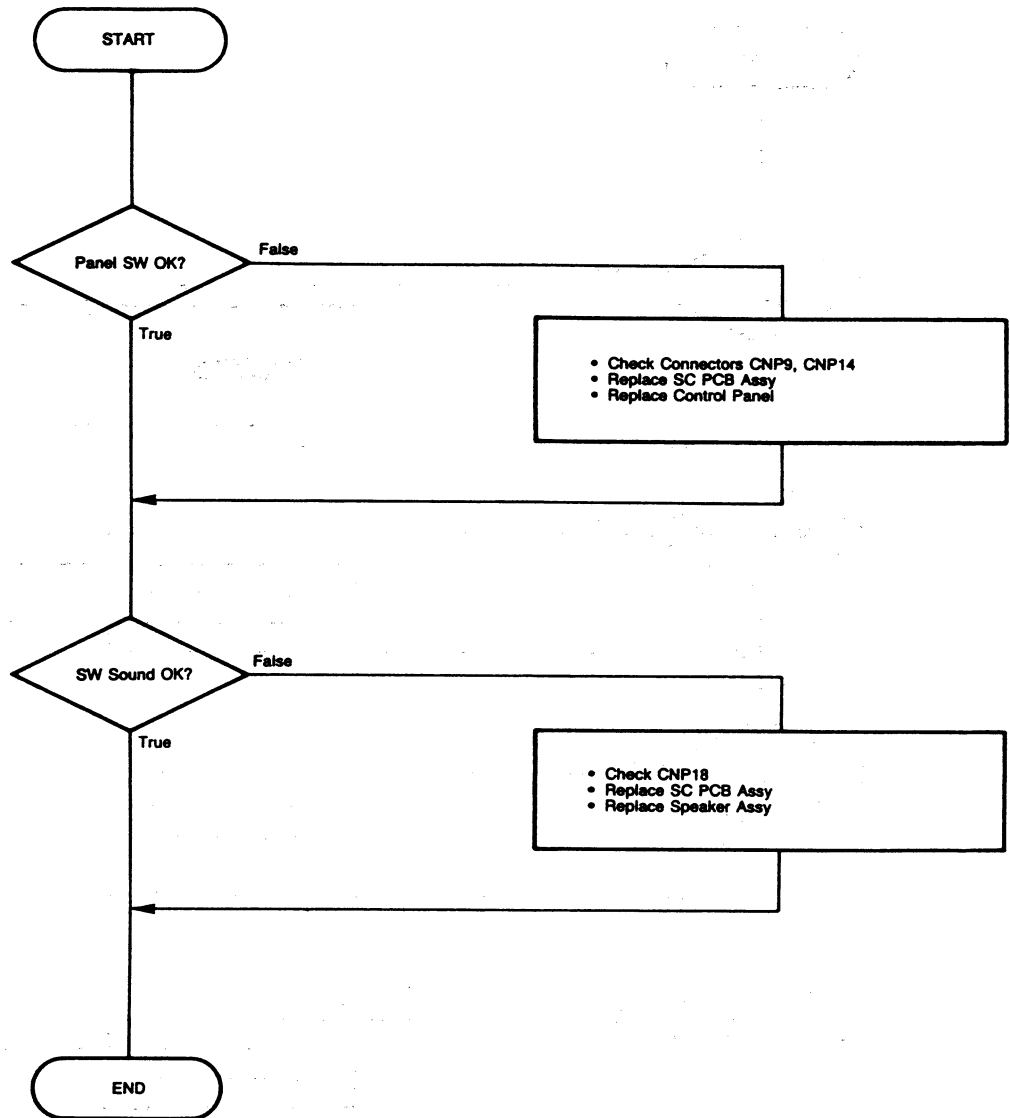 START
Panel SW OK?
False
True
• Check Connectors CNP9, CNP14
• Replace SC PCB Assy
• Replace Control Panel
SW Sound OK?
False
True
• Check CNP18
• Replace SC PCB Assy
• Replace Speaker Assy
END